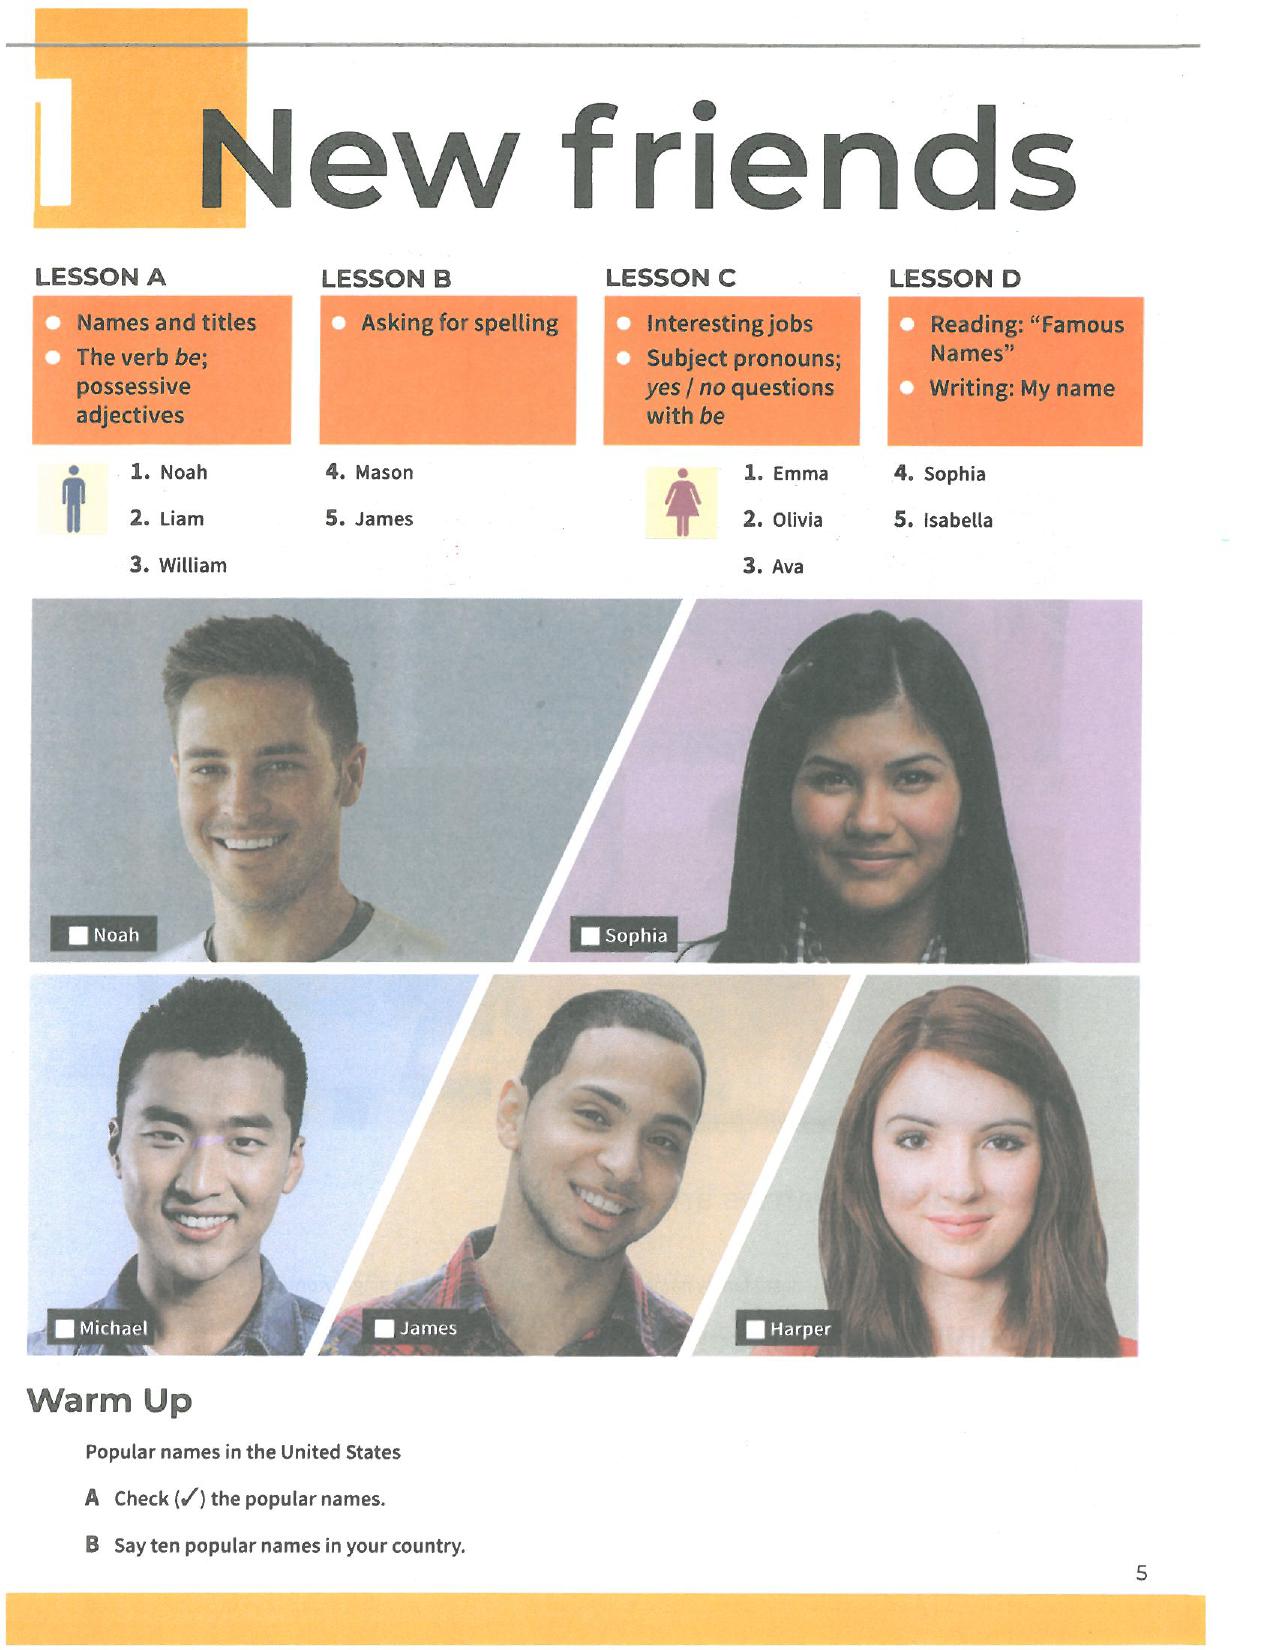 1
New friends
LESSON A
Names and titles
The verb be;
possessive
adjectives
LESSON B
Asking for spelling
LESSON C
Interesting jobs
Subject pronouns;
yes / no questions
with be
LESSON D
Reading: “Famous
Names”
Writing: My name
1. Noah
2. Liam
3. William
4. Mason
5. James
1. Emma
2. Olivia
3. Ava
4. Sophia
5. Isabella
Noah
Sophia
Michael
James
Harper
Warm Up
Popular names in the United States
A Check (✓) the popular names.
B Say ten popular names in your country.
5